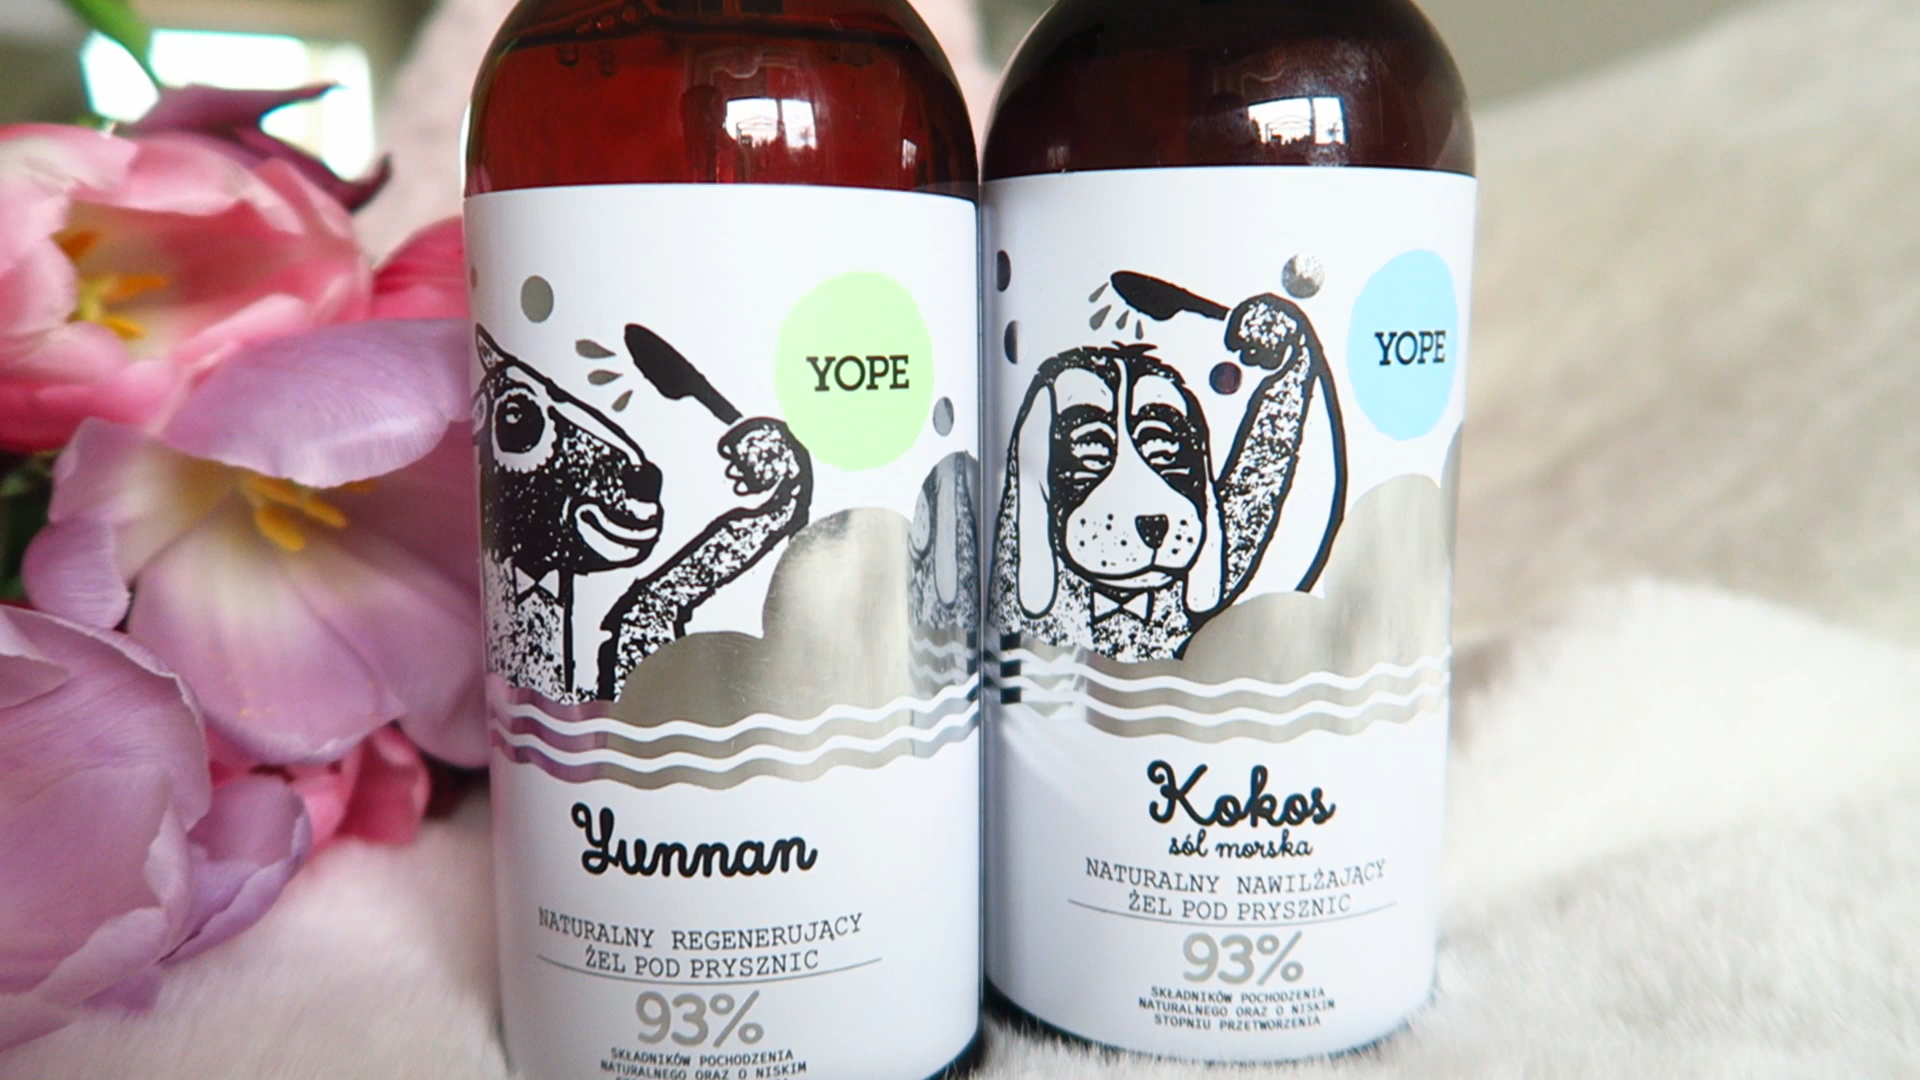 YOPE
Yunnan
NATURALNY REGENERUJĄCY
ŻEL POD PRYSZNIC
93%
SKŁADNIKÓW POCHODZENIA
NATURALNEGO ORAZ O NISKIM
YOPE
Kokos
sól morska
NATURALNY NAWILŻAJĄCY
ŻEL POD PRYSZNIC
93%
SKŁADNIKÓW POCHODZENIA
NATURALNEGO ORAZ O NISKIM
STOPNIU PRZETWORZENIA